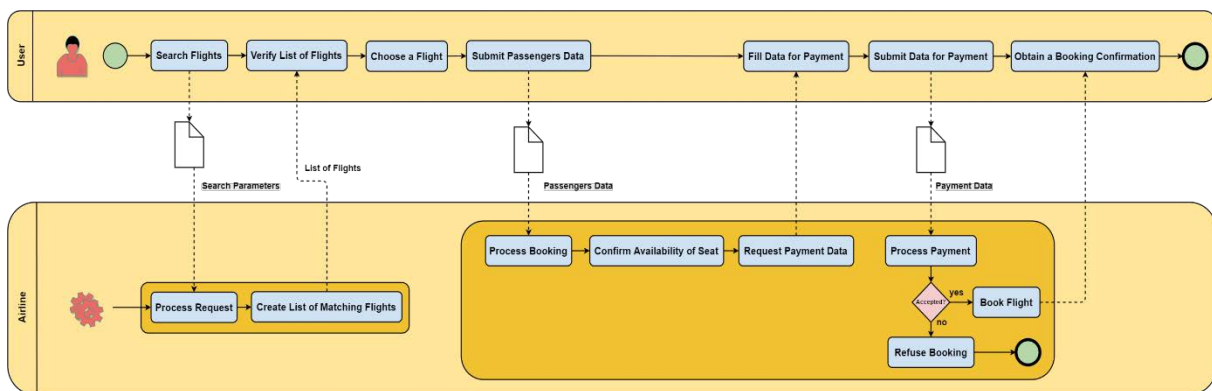 User
Search Flights
Verify List of Flights
Choose a Flight
Submit Passengers Data
Fill Data for Payment
Submit Data for Payment
Obtain a Booking Confirmation
List of Flights
Search Parameters
Passengers Data
Payment Data
Airline
Process Booking
Confirm Availability of Seat
Request Payment Data
Process Payment
Process Request
Create List of Matching Flights
Accepted?
yes
Book Flight
no
Refuse Booking